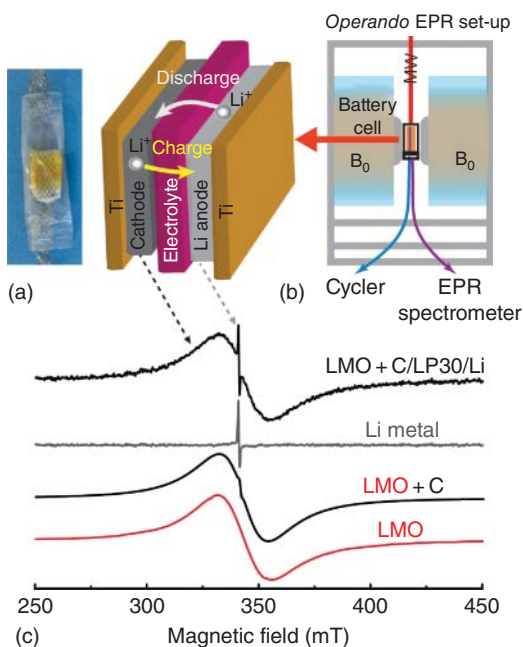 Operando EPR set-up
MW
Discharge
Li⁺
Li⁺
Charge
Ti
Cathode
Electrolyte
Li anode
Ti
Battery
cell
B₀
B₀
(a)
(b)
Cycler
EPR
spectrometer
LMO + C/LP30/Li
Li metal
LMO + C
LMO
250
300
350
400
450
(c)
Magnetic field (mT)